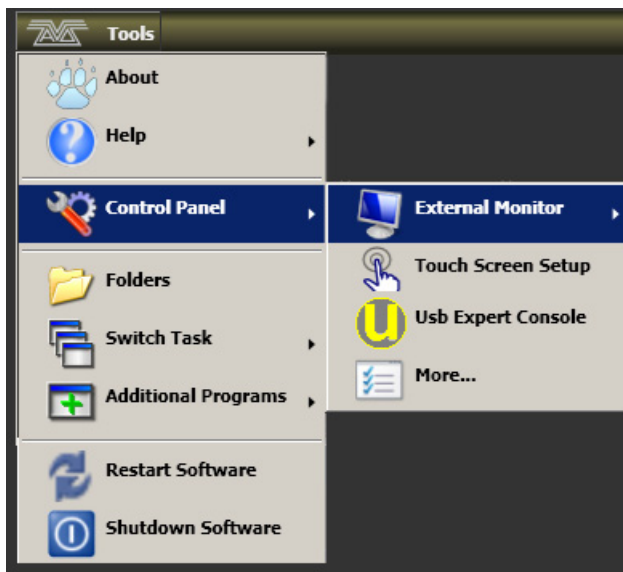 Tools
About
Help
Control Panel
Folders
Switch Task
Additional Programs
Restart Software
Shutdown Software
External Monitor
Touch Screen Setup
Usb Expert Console
More...